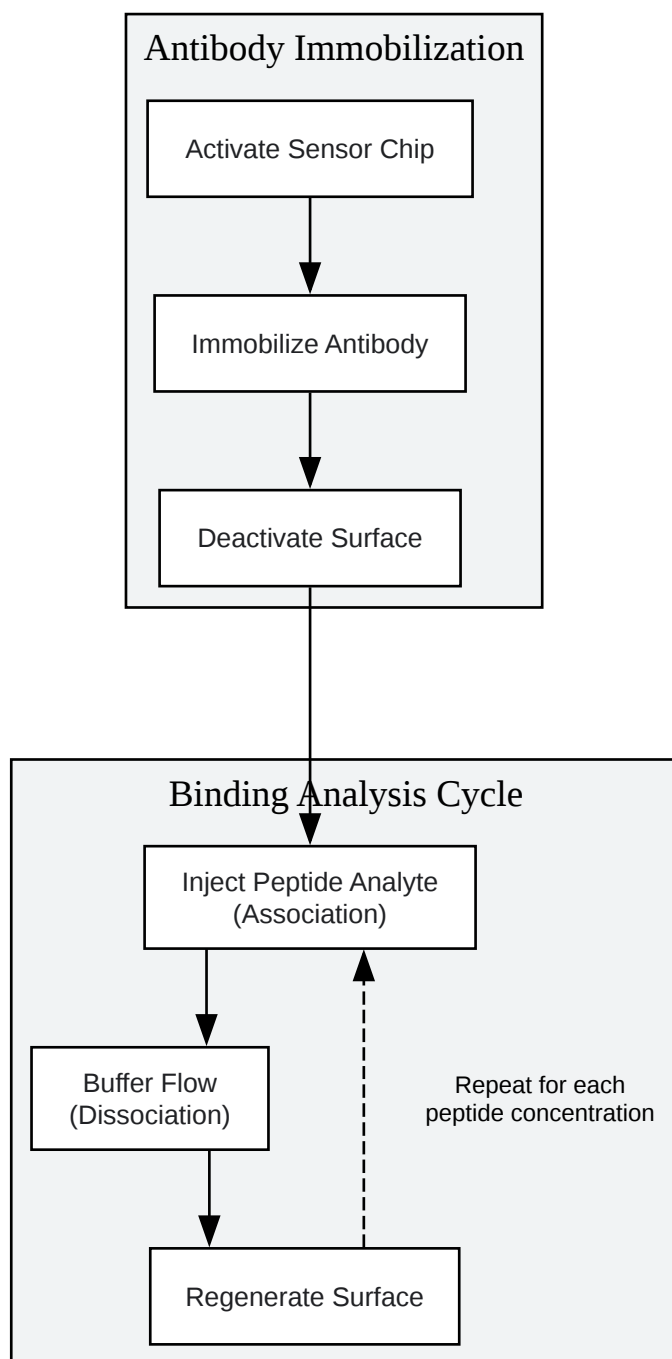 Antibody Immobilization
Activate Sensor Chip
Immobilize Antibody
Deactivate Surface
Binding Analysis Cycle
Inject Peptide Analyte
(Association)
Buffer Flow
(Dissociation)
Repeat for each
peptide concentration
Regenerate Surface